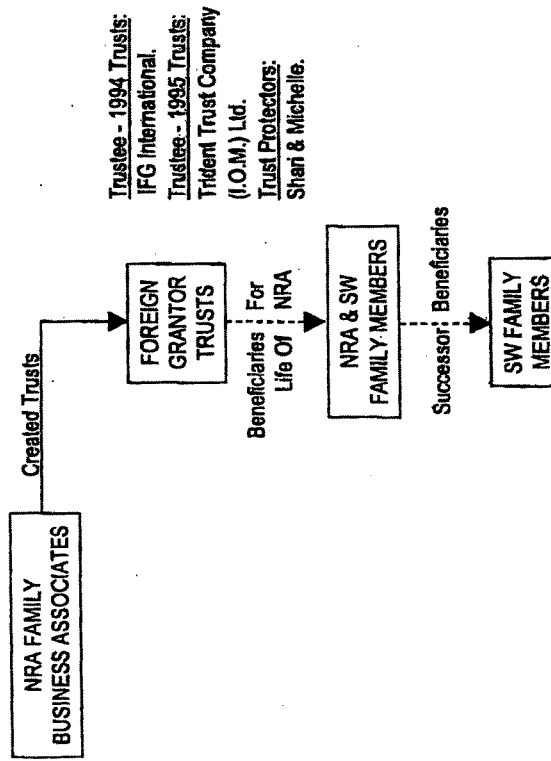 NRA FAMILY
BUSINESS ASSOCIATES
Created Trusts
FOREIGN
GRANTOR
TRUSTS
Trustee - 1994 Trusts:
IFG International.
Trustee - 1995 Trusts:
Trident Trust Company
(I.O.M.) Ltd.
Trust Protectors:
Shari & Michelle.
Beneficiaries For
Life Of NRA
NRA & SW
FAMILY MEMBERS
Successor Beneficiaries
SW FAMILY
MEMBERS